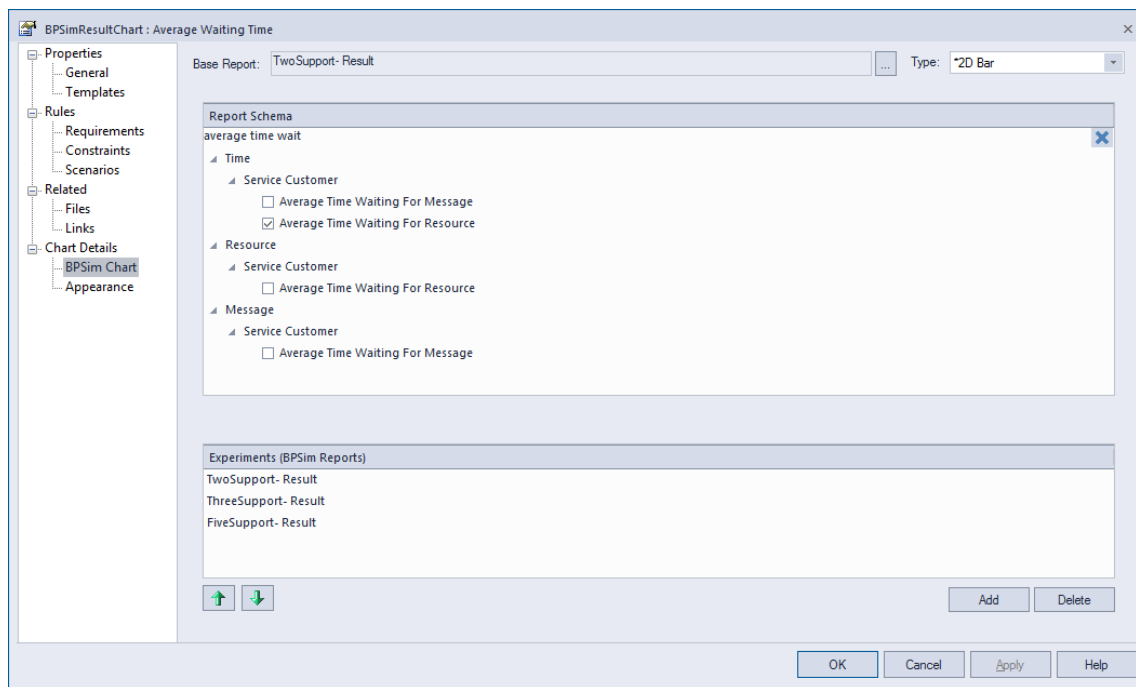 BPSimResultChart : Average Waiting Time
Properties
General
Templates
Rules
Requirements
Constraints
Scenarios
Related
Files
Links
Chart Details
BPSim Chart
Appearance
Base Report: TwoSupport- Result ... Type: *2D Bar
Report Schema
average time wait
Time
Service Customer
Average Time Waiting For Message
Average Time Waiting For Resource
Resource
Service Customer
Average Time Waiting For Resource
Message
Service Customer
Average Time Waiting For Message
Experiments (BPSim Reports)
TwoSupport- Result
ThreeSupport- Result
FiveSupport- Result
Add Delete
OK Cancel Apply Help